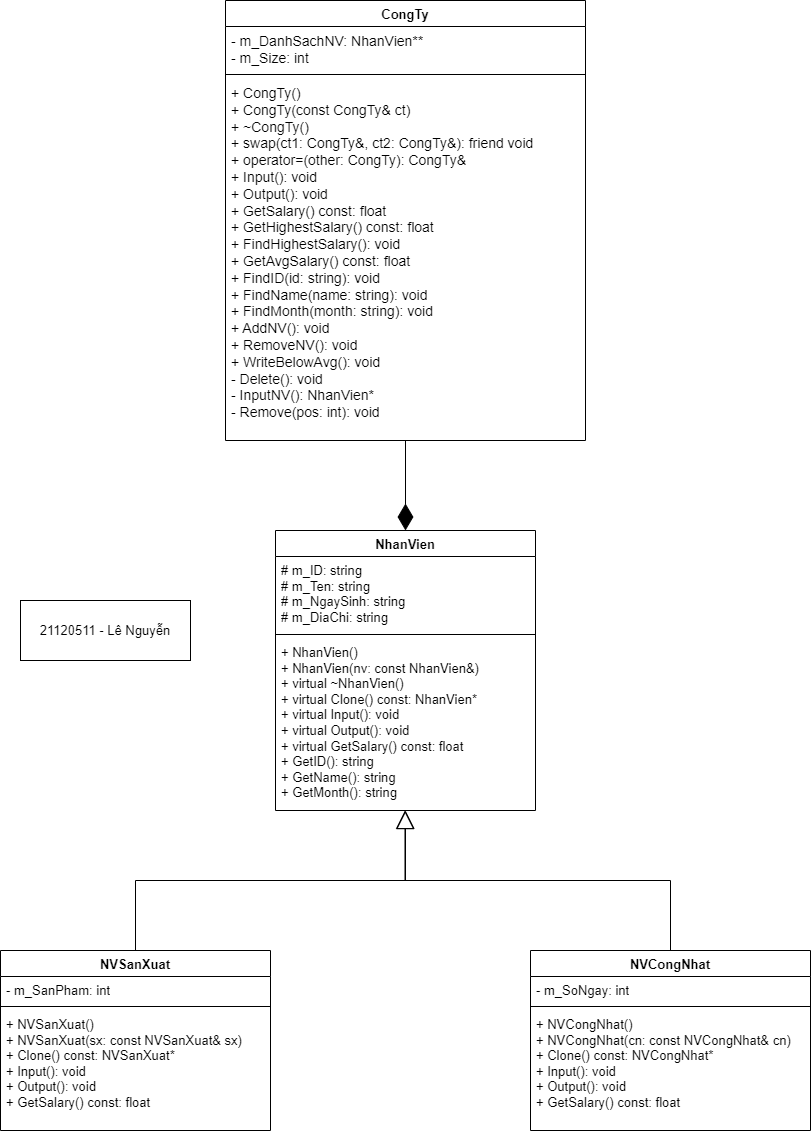 CongTy
- m_DanhSachNV: NhanVien**
- m_Size: int
+ CongTy()
+ CongTy(const CongTy& ct)
+ ~CongTy()
+ swap(ct1: CongTy&, ct2: CongTy&): friend void
+ operator=(other: CongTy): CongTy&
+ Input(): void
+ Output(): void
+ GetSalary() const: float
+ GetHighestSalary() const: float
+ FindHighestSalary(): void
+ GetAvgSalary() const: float
+ FindID(id: string): void
+ FindName(name: string): void
+ FindMonth(month: string): void
+ AddNV(): void
+ RemoveNV(): void
+ WriteBelowAvg(): void
- Delete(): void
- InputNV(): NhanVien*
- Remove(pos: int): void
NhanVien
# m_ID: string
# m_Ten: string
# m_NgaySinh: string
# m_DiaChi: string
+ NhanVien()
+ NhanVien(nv: const NhanVien&)
+ virtual ~NhanVien()
+ virtual Clone() const: NhanVien*
+ virtual Input(): void
+ virtual Output(): void
+ virtual GetSalary() const: float
+ GetID(): string
+ GetName(): string
+ GetMonth(): string
21120511 - Lê Nguyễn
NVSanXuat
- m_SanPham: int
+ NVSanXuat()
+ NVSanXuat(sx: const NVSanXuat& sx)
+ Clone() const: NVSanXuat*
+ Input(): void
+ Output(): void
+ GetSalary() const: float
NVCongNhat
- m_SoNgay: int
+ NVCongNhat()
+ NVCongNhat(cn: const NVCongNhat& cn)
+ Clone() const: NVCongNhat*
+ Input(): void
+ Output(): void
+ GetSalary() const: float